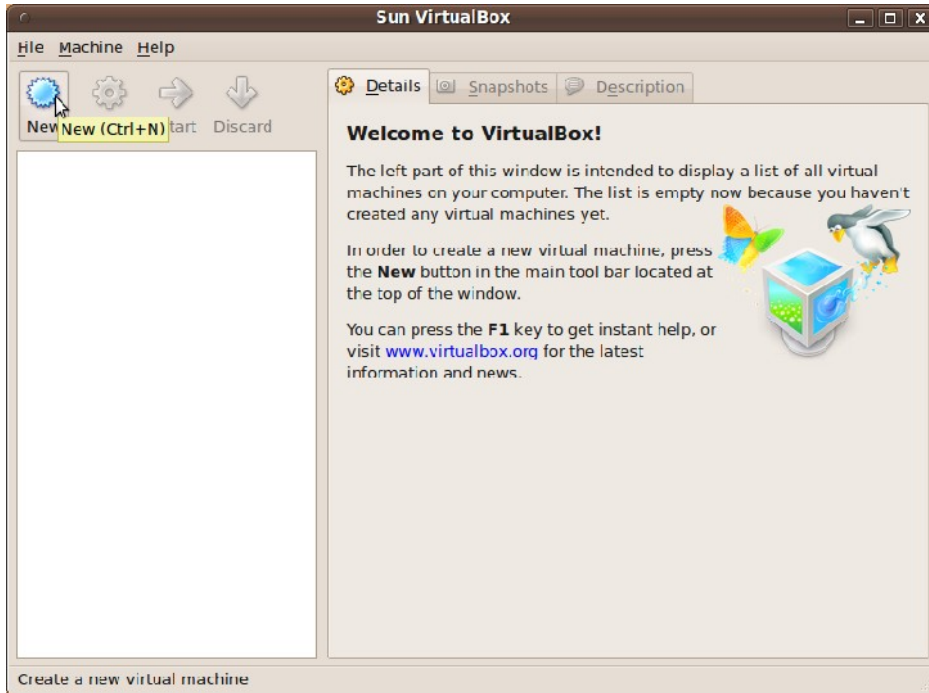 Sun VirtualBox
File Machine Help
New Start Discard
New (Ctrl+N)
Details Snapshots Description
Welcome to VirtualBox!
The left part of this window is intended to display a list of all virtual
machines on your computer. The list is empty now because you haven't
created any virtual machines yet.
In order to create a new virtual machine, press
the New button in the main tool bar located at
the top of the window.
You can press the F1 key to get instant help, or
visit www.virtualbox.org for the latest
information and news.
Create a new virtual machine